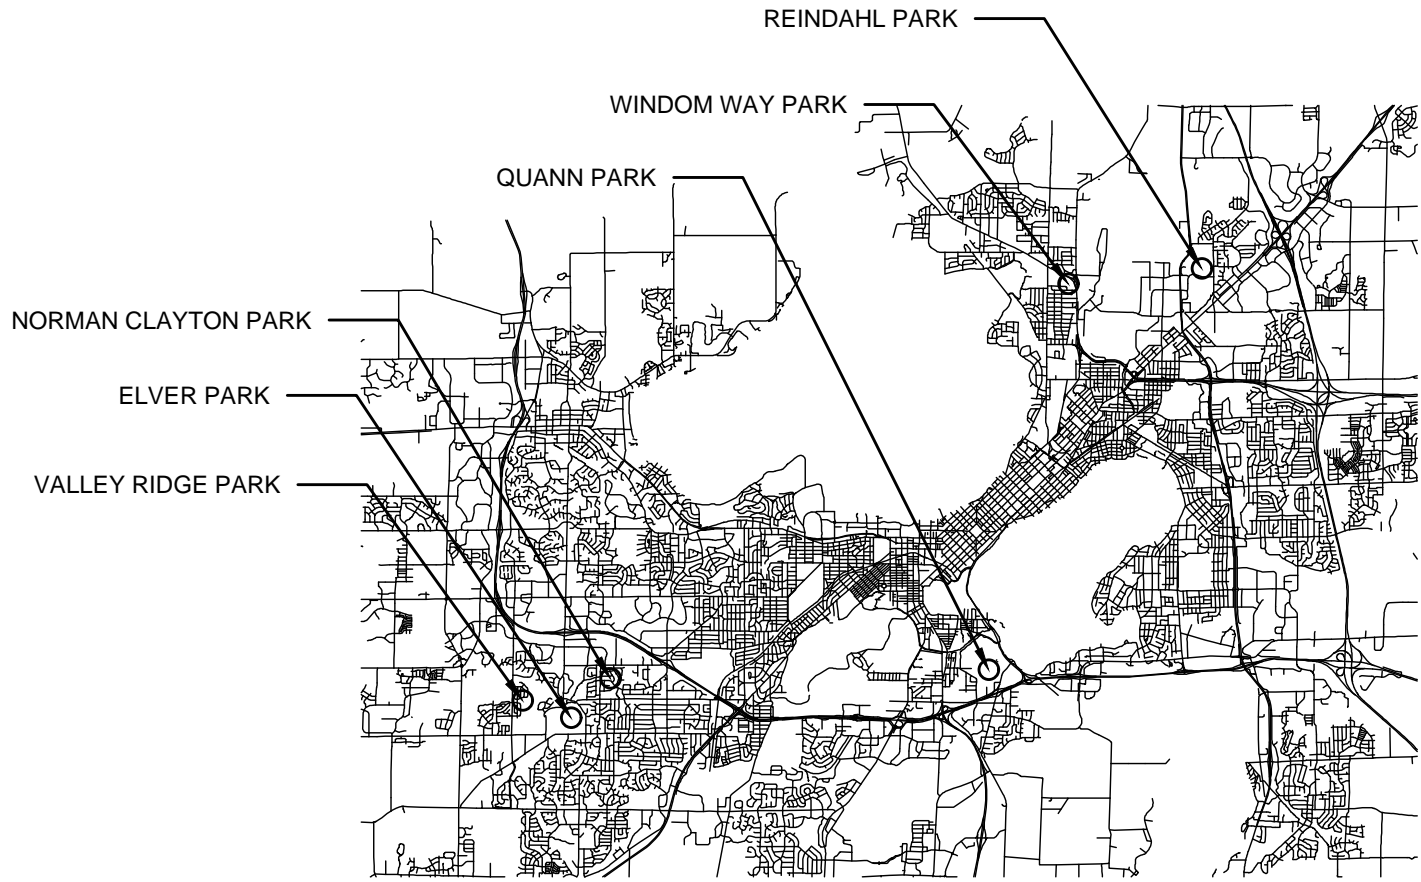 REINDAHL PARK
WINDOM WAY PARK
QUANN PARK
NORMAN CLAYTON PARK
ELVER PARK
VALLEY RIDGE PARK